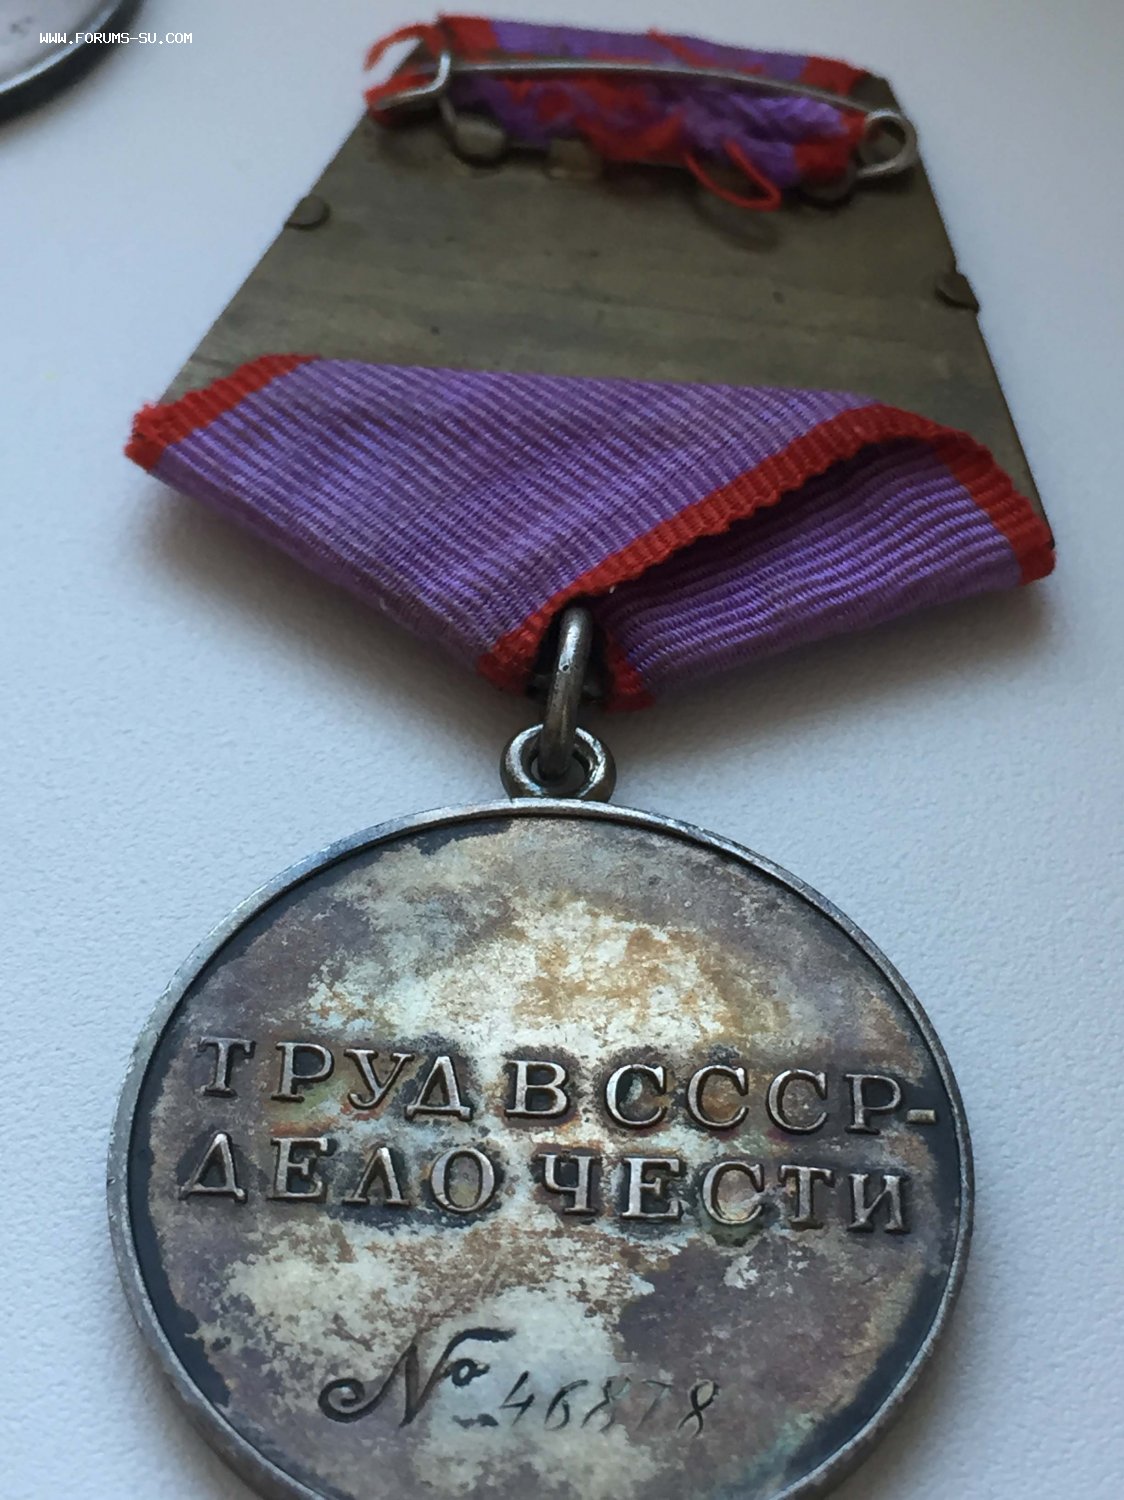 WWW.FORUMS-SU.COM
ТРУД В СССР-
ДЕЛО ЧЕСТИ
№ 46878